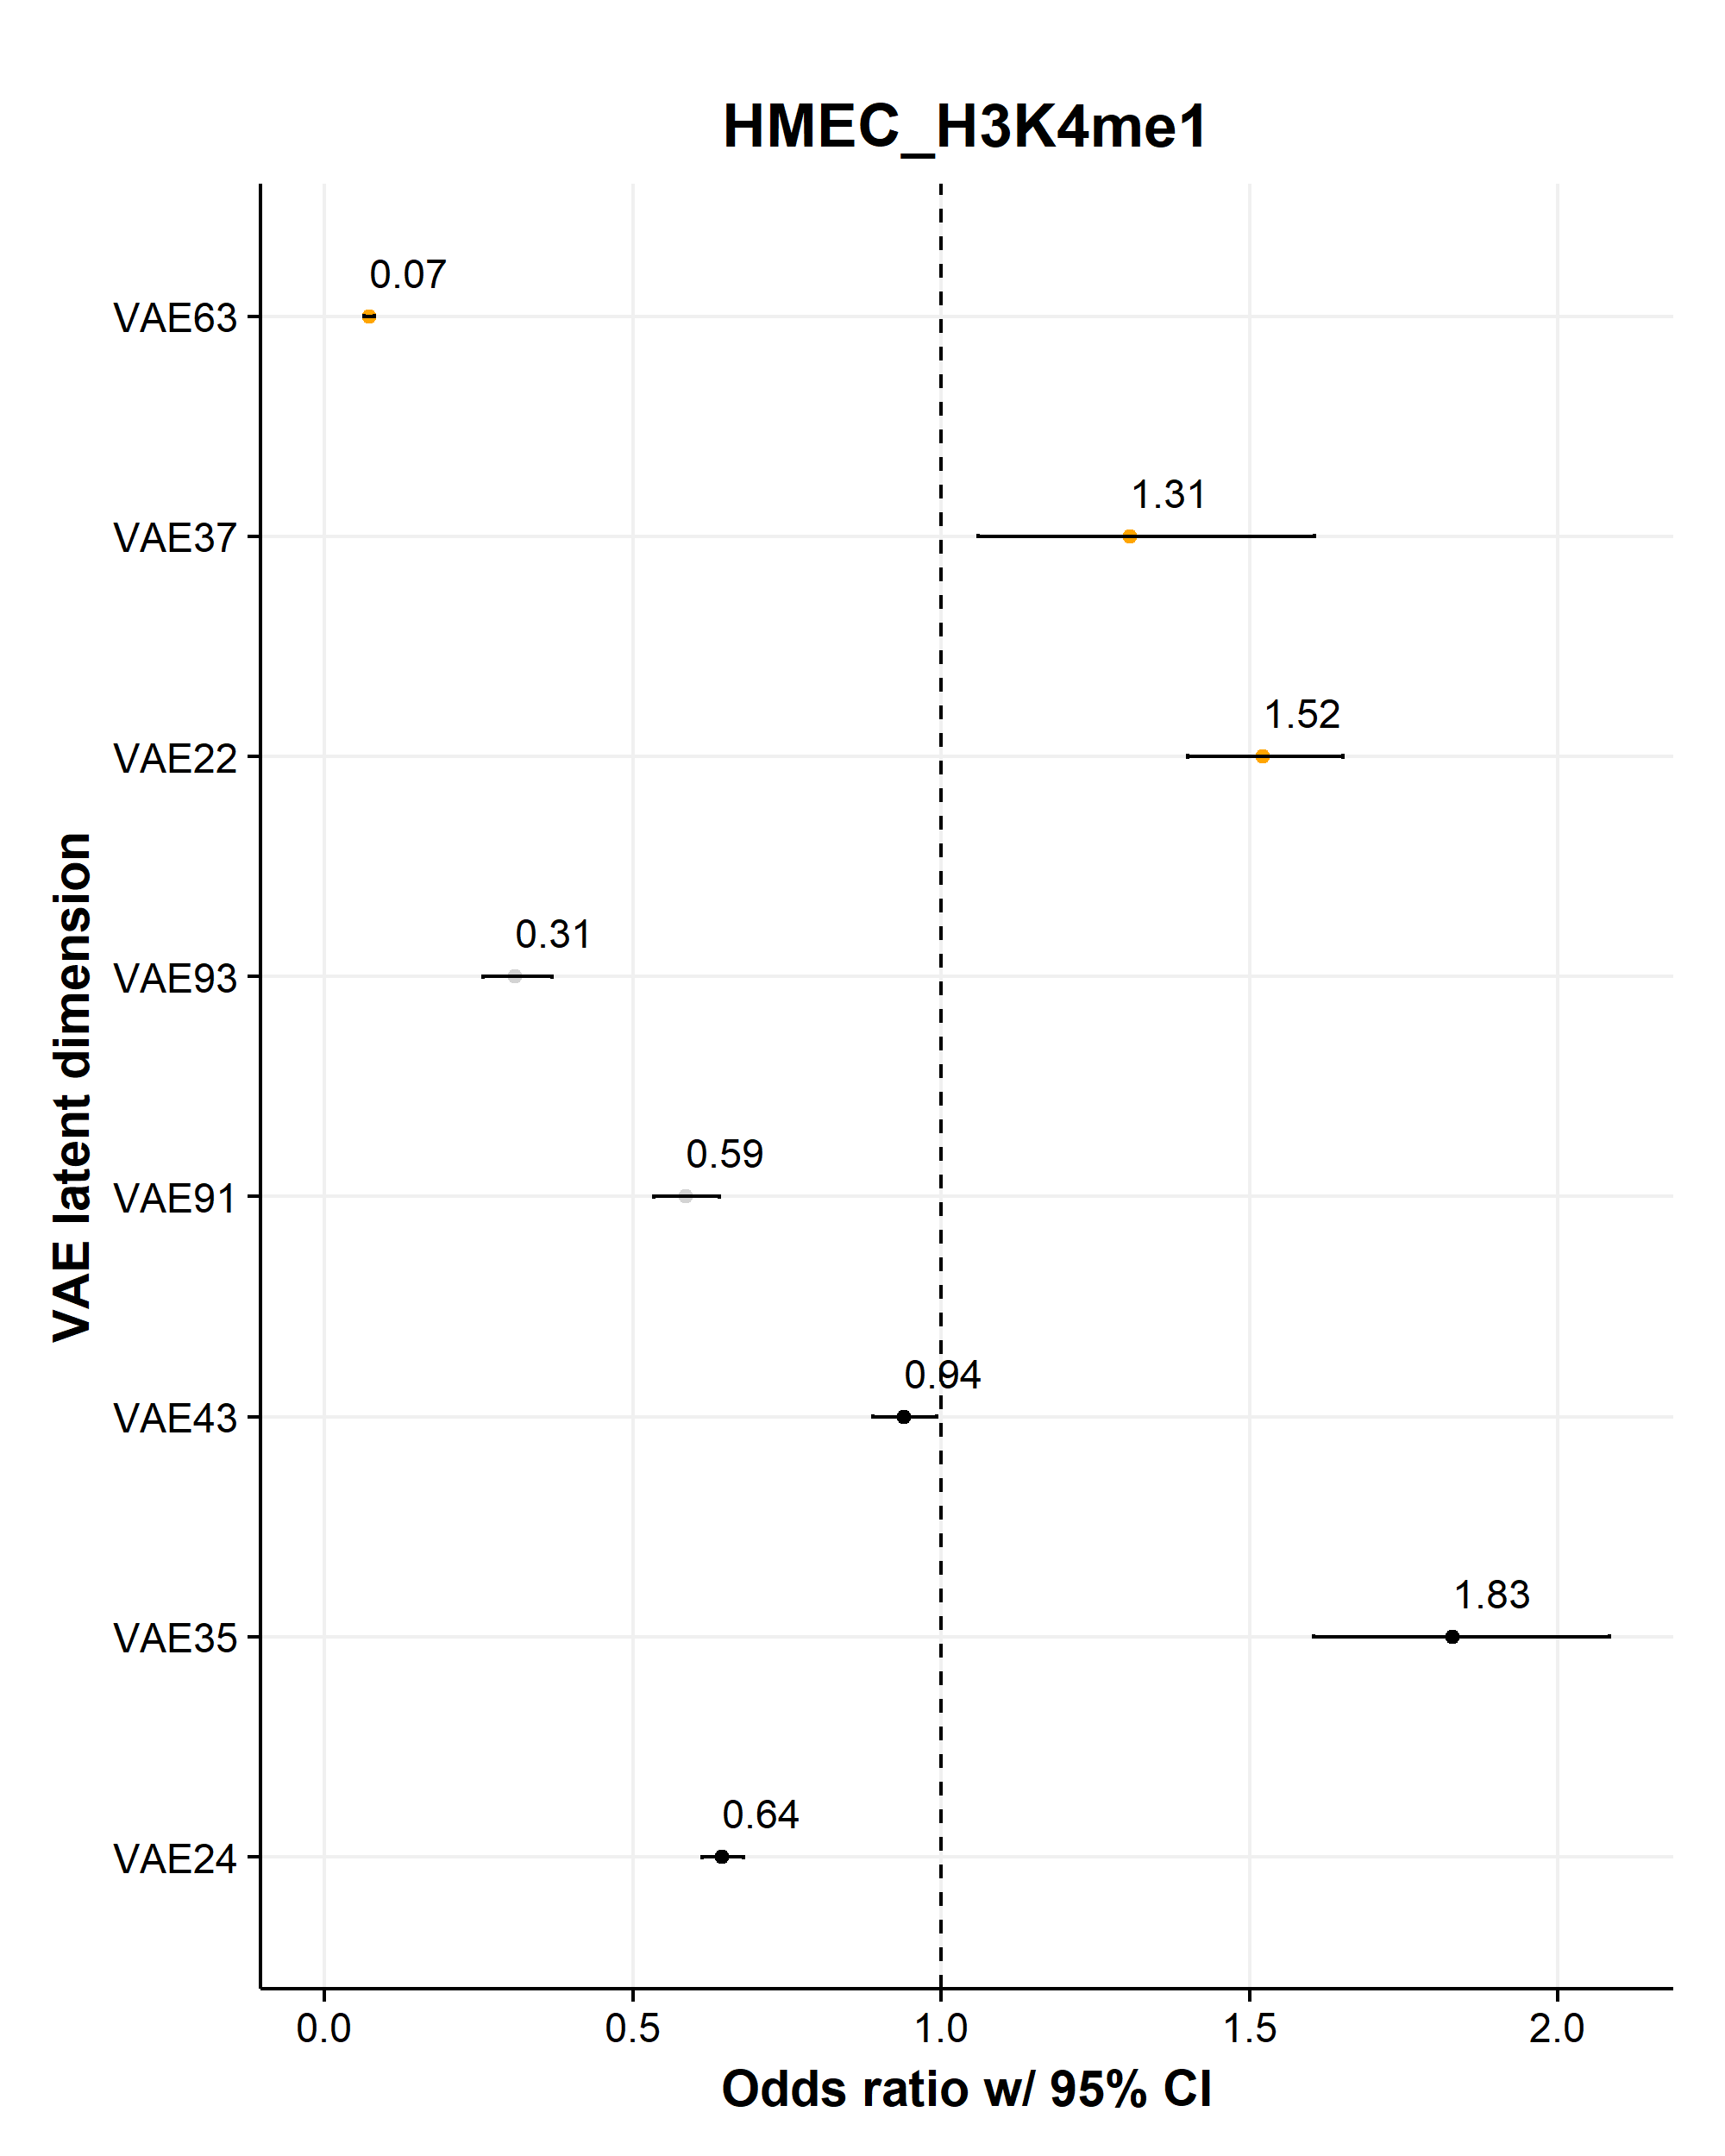 HMEC_H3K4me1
VAE latent dimension
VAE63
0.07
VAE37
1.31
VAE22
1.52
VAE93
0.31
VAE91
0.59
VAE43
0.94
VAE35
1.83
VAE24
0.64
0.0 0.5 1.0 1.5 2.0
Odds ratio w/ 95% CI